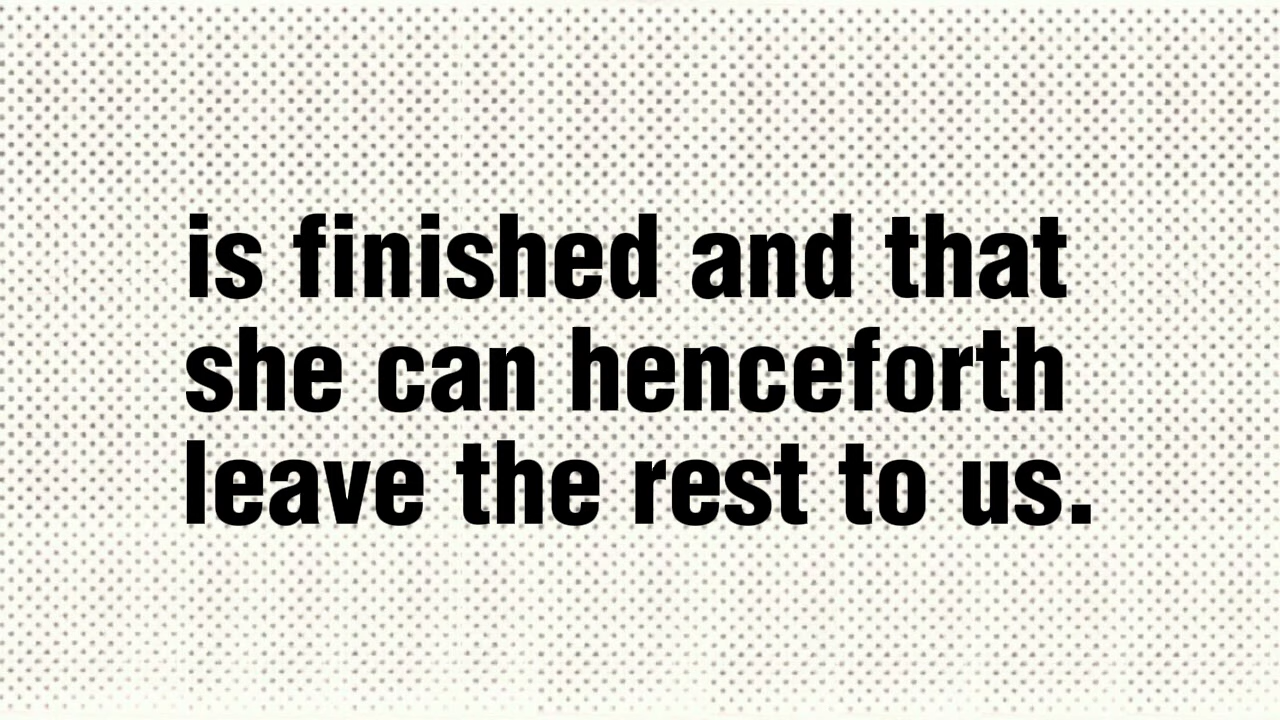 is finished and that
she can henceforth
leave the rest to us.